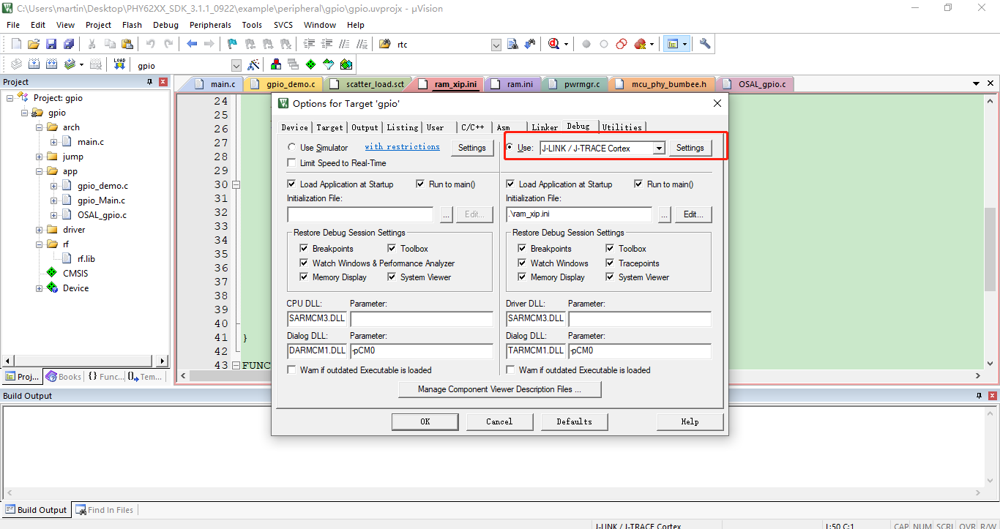 C:\Users\martin\Desktop\PHY62XX_SDK_3.1.1_0922\example\peripheral\gpio\gpio.uvprojx - µVision
File Edit View Project Flash Debug Peripherals Tools SVCS Window Help
rtc
LOAD gpio
Project
main.c gpio_demo.c scatter_load.sct ram_xip.ini ram.ini pwrmgr.c mcu_phy_bumbee.h OSAL_gpio.c
Project: gpio
gpio
arch
main.c
jump
app
gpio_demo.c
gpio_Main.c
OSAL_gpio.c
driver
rf
rf.lib
CMSIS
Device
Proj... Books {} Func... Tem...
24
25
26
27
28
29
30
31
32
33
34
35
36
37
38
39
40
41 }
42
43 FUNC
Options for Target 'gpio'
Device Target Output Listing User C/C++ Asm Linker Debug Utilities
Use Simulator with restrictions Settings
Limit Speed to Real-Time
Use: J-LINK / J-TRACE Cortex Settings
Load Application at Startup Run to main()
Initialization File:
... Edit...
Restore Debug Session Settings
Breakpoints Toolbox
Watch Windows & Performance Analyzer
Memory Display System Viewer
CPU DLL: Parameter:
SARMCM3.DLL
Dialog DLL: Parameter:
DARMCM1.DLL -pCM0
Warn if outdated Executable is loaded
Load Application at Startup Run to main()
Initialization File:
.\ram_xip.ini ... Edit...
Restore Debug Session Settings
Breakpoints Toolbox
Watch Windows Tracepoints
Memory Display System Viewer
Driver DLL: Parameter:
SARMCM3.DLL
Dialog DLL: Parameter:
TARMCM1.DLL -pCM0
Warn if outdated Executable is loaded
Manage Component Viewer Description Files ...
OK Cancel Defaults Help
Build Output
Build Output Find In Files
J-LINK / J-TRACE Cortex L:50 C:1 CAP NUM SCRL OVR R/W